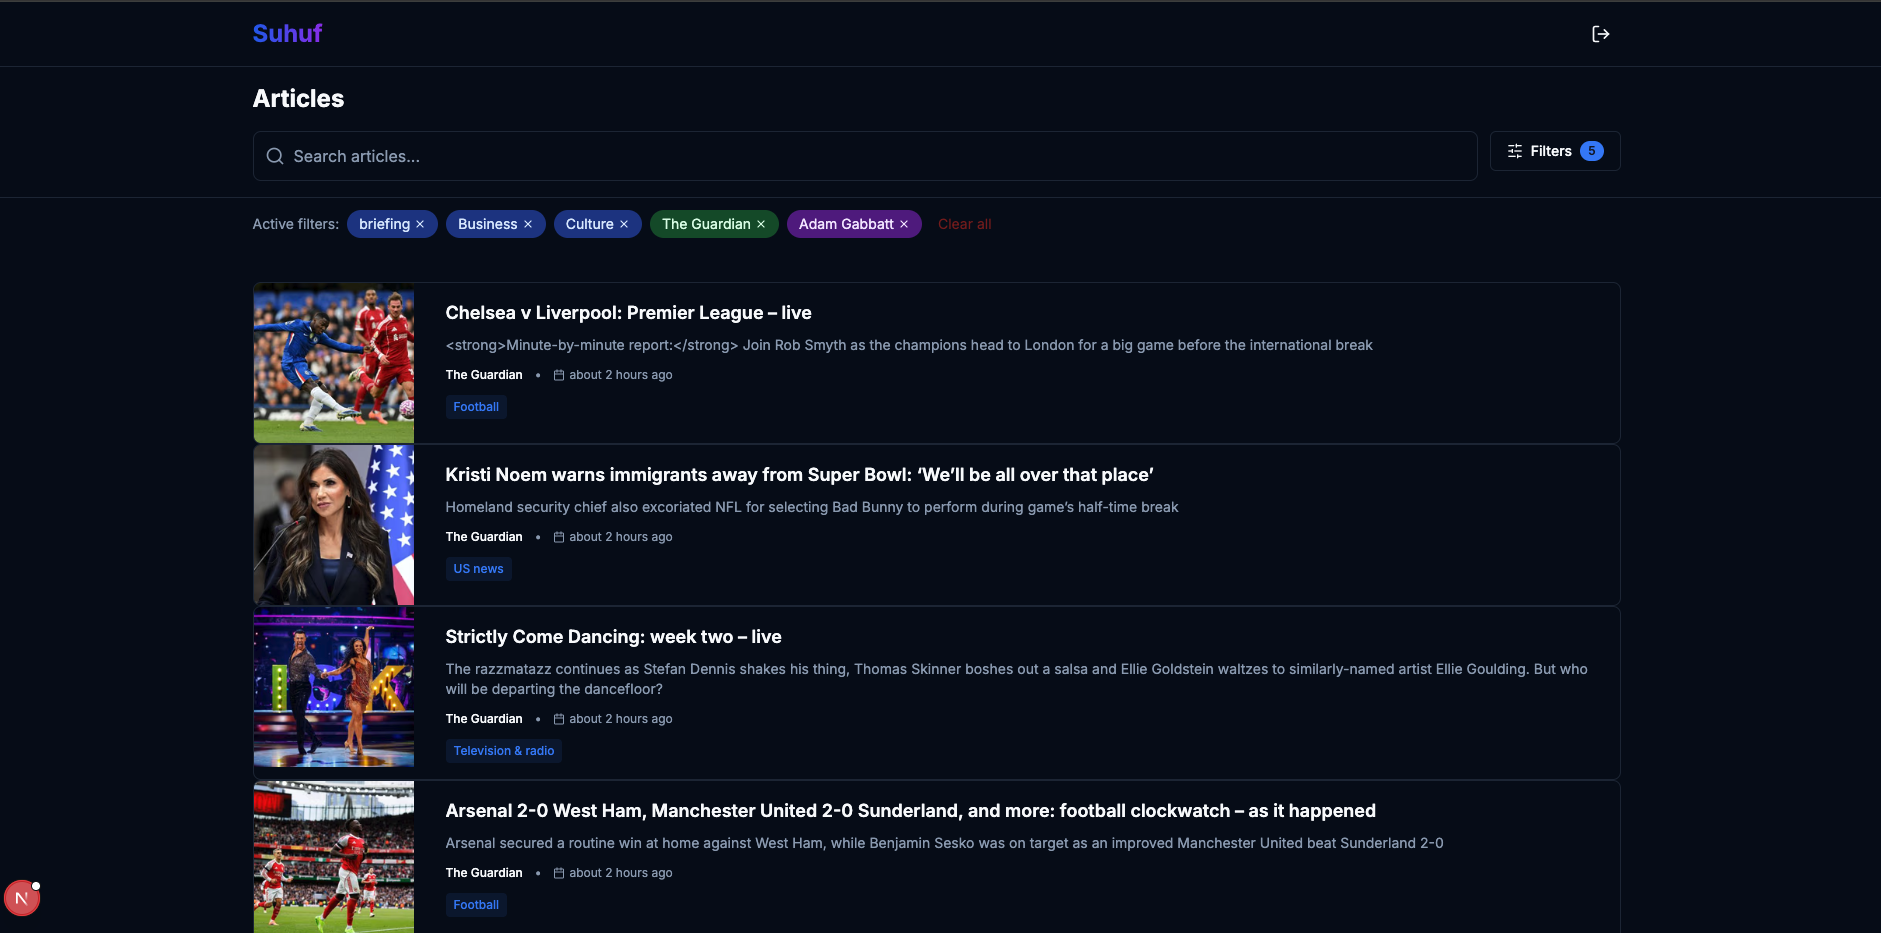 Suhuf
Articles
Search articles...
Filters 5
Active filters: briefing × Business × Culture × The Guardian × Adam Gabbatt × Clear all
Chelsea v Liverpool: Premier League – live
<strong>Minute-by-minute report:</strong> Join Rob Smyth as the champions head to London for a big game before the international break
The Guardian • about 2 hours ago
Football
Kristi Noem warns immigrants away from Super Bowl: ‘We’ll be all over that place’
Homeland security chief also excoriated NFL for selecting Bad Bunny to perform during game’s half-time break
The Guardian • about 2 hours ago
US news
Strictly Come Dancing: week two – live
The razzmatazz continues as Stefan Dennis shakes his thing, Thomas Skinner boshes out a salsa and Ellie Goldstein waltzes to similarly-named artist Ellie Goulding. But who
will be departing the dancefloor?
The Guardian • about 2 hours ago
Television & radio
Arsenal 2-0 West Ham, Manchester United 2-0 Sunderland, and more: football clockwatch – as it happened
Arsenal secured a routine win at home against West Ham, while Benjamin Sesko was on target as an improved Manchester United beat Sunderland 2-0
The Guardian • about 2 hours ago
Football
N